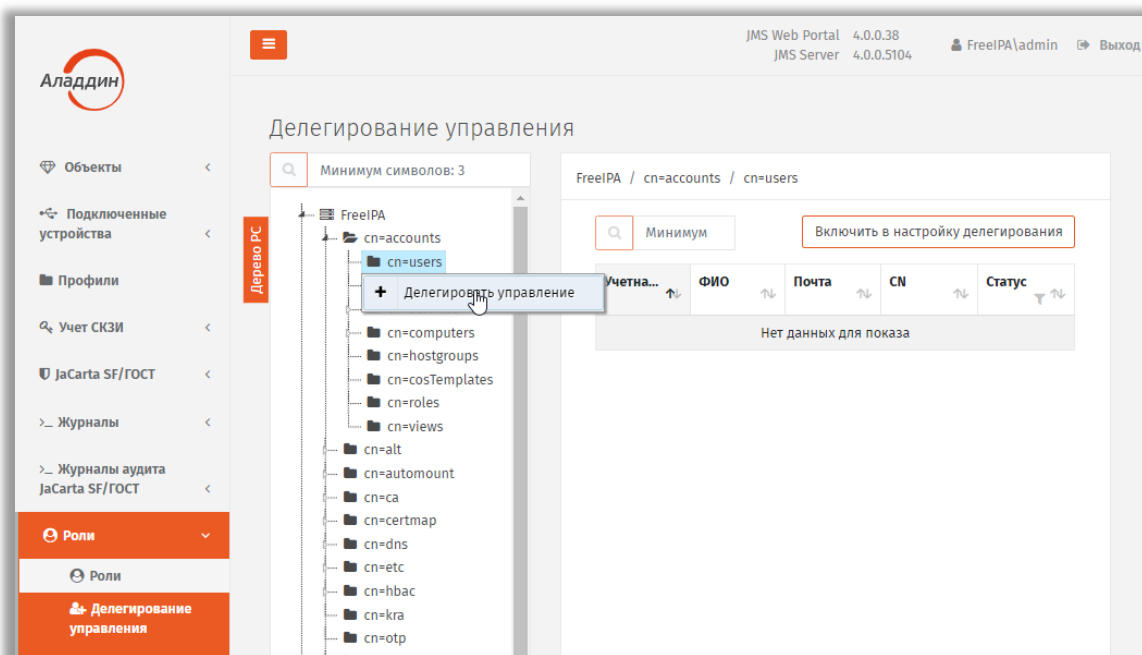 JMS Web Portal 4.0.0.38
JMS Server 4.0.0.5104
FreeIPA\admin
Выход
Аладдин
Объекты
Подключенные
устройства
Профили
Учет СКЗИ
JaCarta SF/ГОСТ
Журналы
Журналы аудита
JaCarta SF/ГОСТ
Роли
Роли
Делегирование
управления
Делегирование управления
Дерево РС
Минимум символов: 3
FreeIPA
cn=accounts
cn=users
Делегировать управление
cn=computers
cn=hostgroups
cn=cosTemplates
cn=roles
cn=views
cn=alt
cn=automount
cn=ca
cn=certmap
cn=dns
cn=etc
cn=hbac
cn=kra
cn=otp
FreeIPA / cn=accounts / cn=users
Минимум
Включить в настройку делегирования
Учетна... ФИО Почта CN Статус
Нет данных для показа